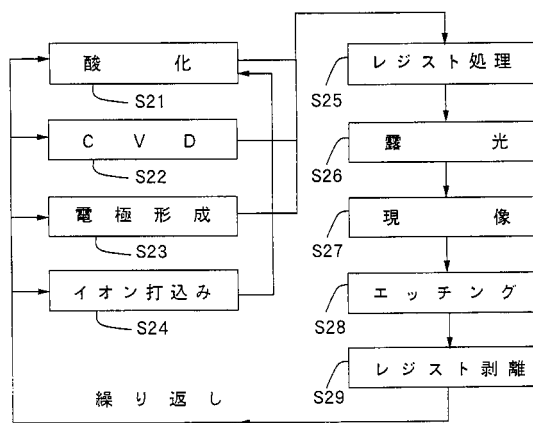 酸化
S21
CVD
S22
電極形成
S23
イオン打込み
S24
繰り返し
レジスト処理
S25
露光
S26
現像
S27
エッチング
S28
レジスト剥離
S29